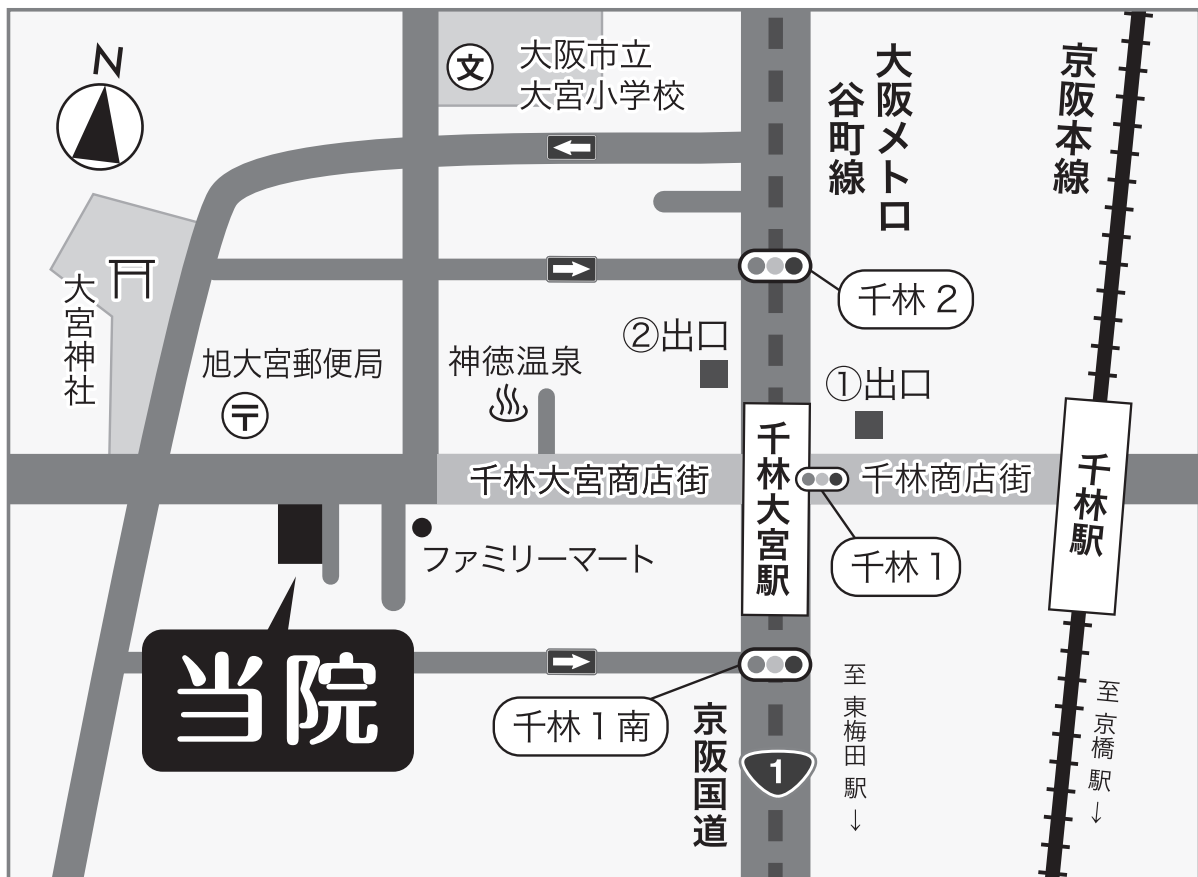 N
文
大阪市立
大宮小学校
大阪メトロ
谷町線
京阪本線
千林2
大宮神社
旭大宮郵便局
〒
神徳温泉
②出口
①出口
千林大宮商店街
千林大宮駅
千林商店街
千林駅
ファミリーマート
千林1
当院
千林1南
京阪国道
1
至東梅田駅↓
至京橋駅↓